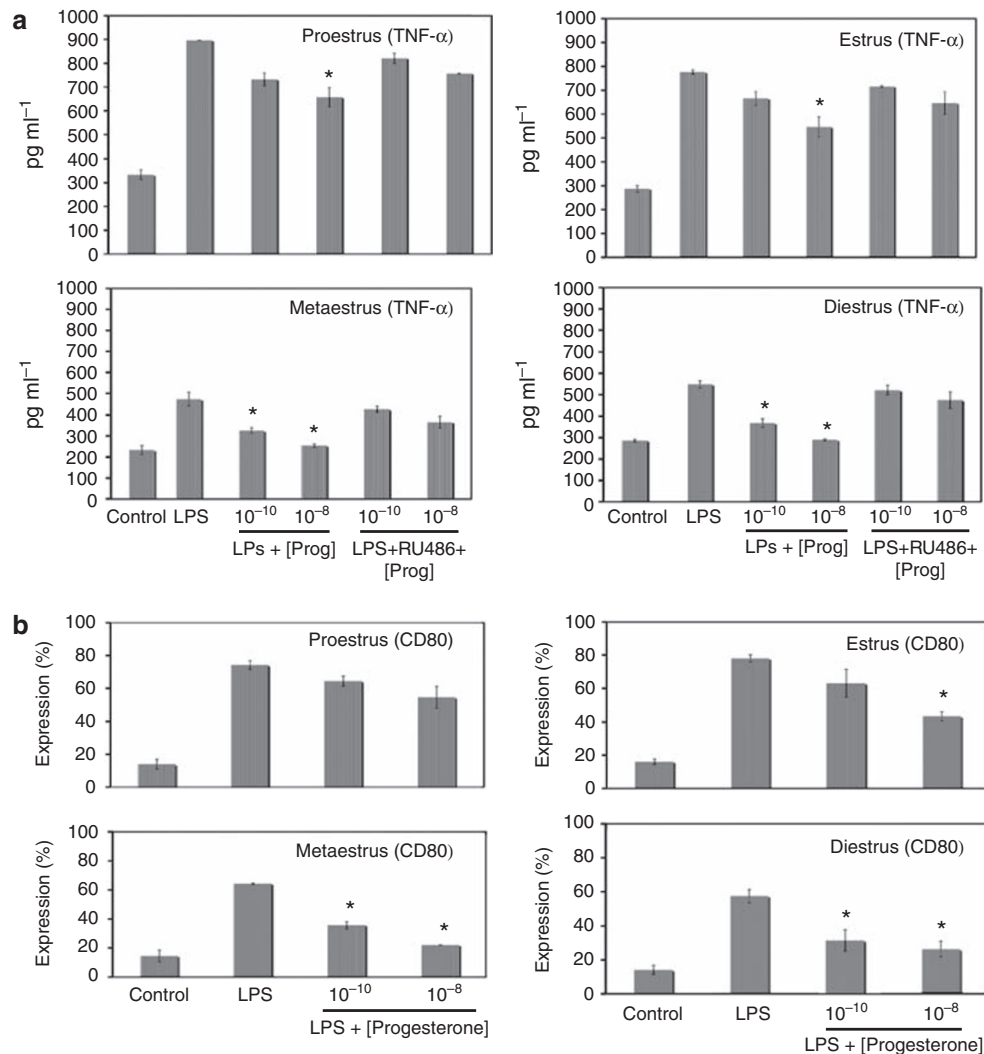 a
Proestrus (TNF-α)
pg ml⁻¹
1000
900
800
700
600
500
400
300
200
100
0
*
Estrus (TNF-α)
pg ml⁻¹
1000
900
800
700
600
500
400
300
200
100
0
*
Metaestrus (TNF-α)
pg ml⁻¹
1000
900
800
700
600
500
400
300
200
100
0
* *
Control LPS 10⁻¹⁰ 10⁻⁸ 10⁻¹⁰ 10⁻⁸
LPs + [Prog] LPS+RU486+
[Prog]
Diestrus (TNF-α)
pg ml⁻¹
1000
900
800
700
600
500
400
300
200
100
0
* *
Control LPS 10⁻¹⁰ 10⁻⁸ 10⁻¹⁰ 10⁻⁸
LPs + [Prog] LPS+RU486+
[Prog]
b
Proestrus (CD80)
Expression (%)
100
80
60
40
20
0
Estrus (CD80)
Expression (%)
100
80
60
40
20
0
*
Metaestrus (CD80)
Expression (%)
100
80
60
40
20
0
* *
Control LPS 10⁻¹⁰ 10⁻⁸
LPS + [Progesterone]
Diestrus (CD80)
Expression (%)
100
80
60
40
20
0
* *
Control LPS 10⁻¹⁰ 10⁻⁸
LPS + [Progesterone]